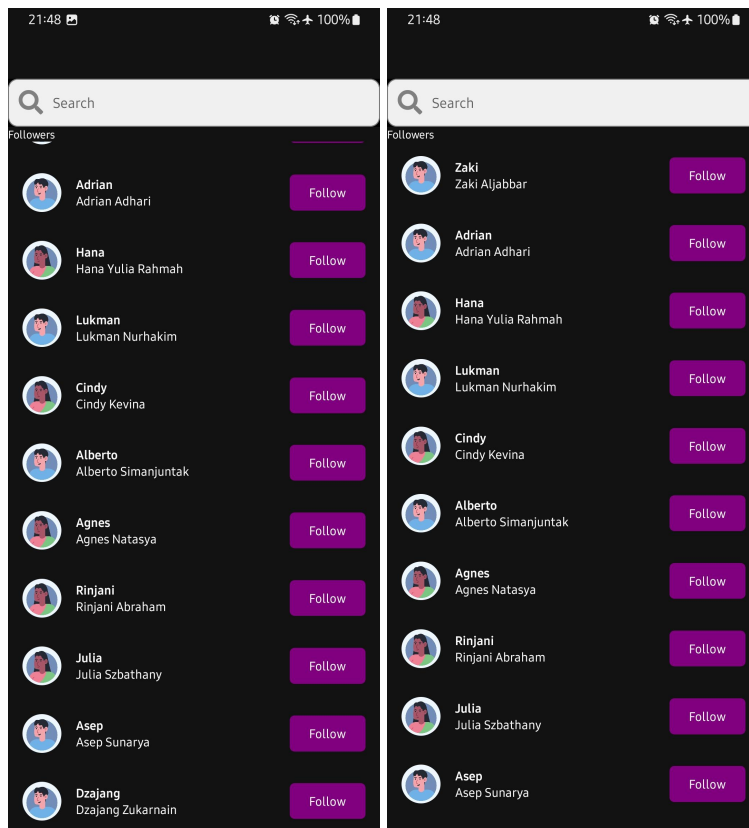 21:48
100%
Search
Followers
Adrian
Adrian Adhari
Follow
Hana
Hana Yulia Rahmah
Follow
Lukman
Lukman Nurhakim
Follow
Cindy
Cindy Kevina
Follow
Alberto
Alberto Simanjuntak
Follow
Agnes
Agnes Natasya
Follow
Rinjani
Rinjani Abraham
Follow
Julia
Julia Szbathany
Follow
Asep
Asep Sunarya
Follow
Dzajang
Dzajang Zukarnain
Follow
21:48
100%
Search
Followers
Zaki
Zaki Aljabbar
Follow
Adrian
Adrian Adhari
Follow
Hana
Hana Yulia Rahmah
Follow
Lukman
Lukman Nurhakim
Follow
Cindy
Cindy Kevina
Follow
Alberto
Alberto Simanjuntak
Follow
Agnes
Agnes Natasya
Follow
Rinjani
Rinjani Abraham
Follow
Julia
Julia Szbathany
Follow
Asep
Asep Sunarya
Follow